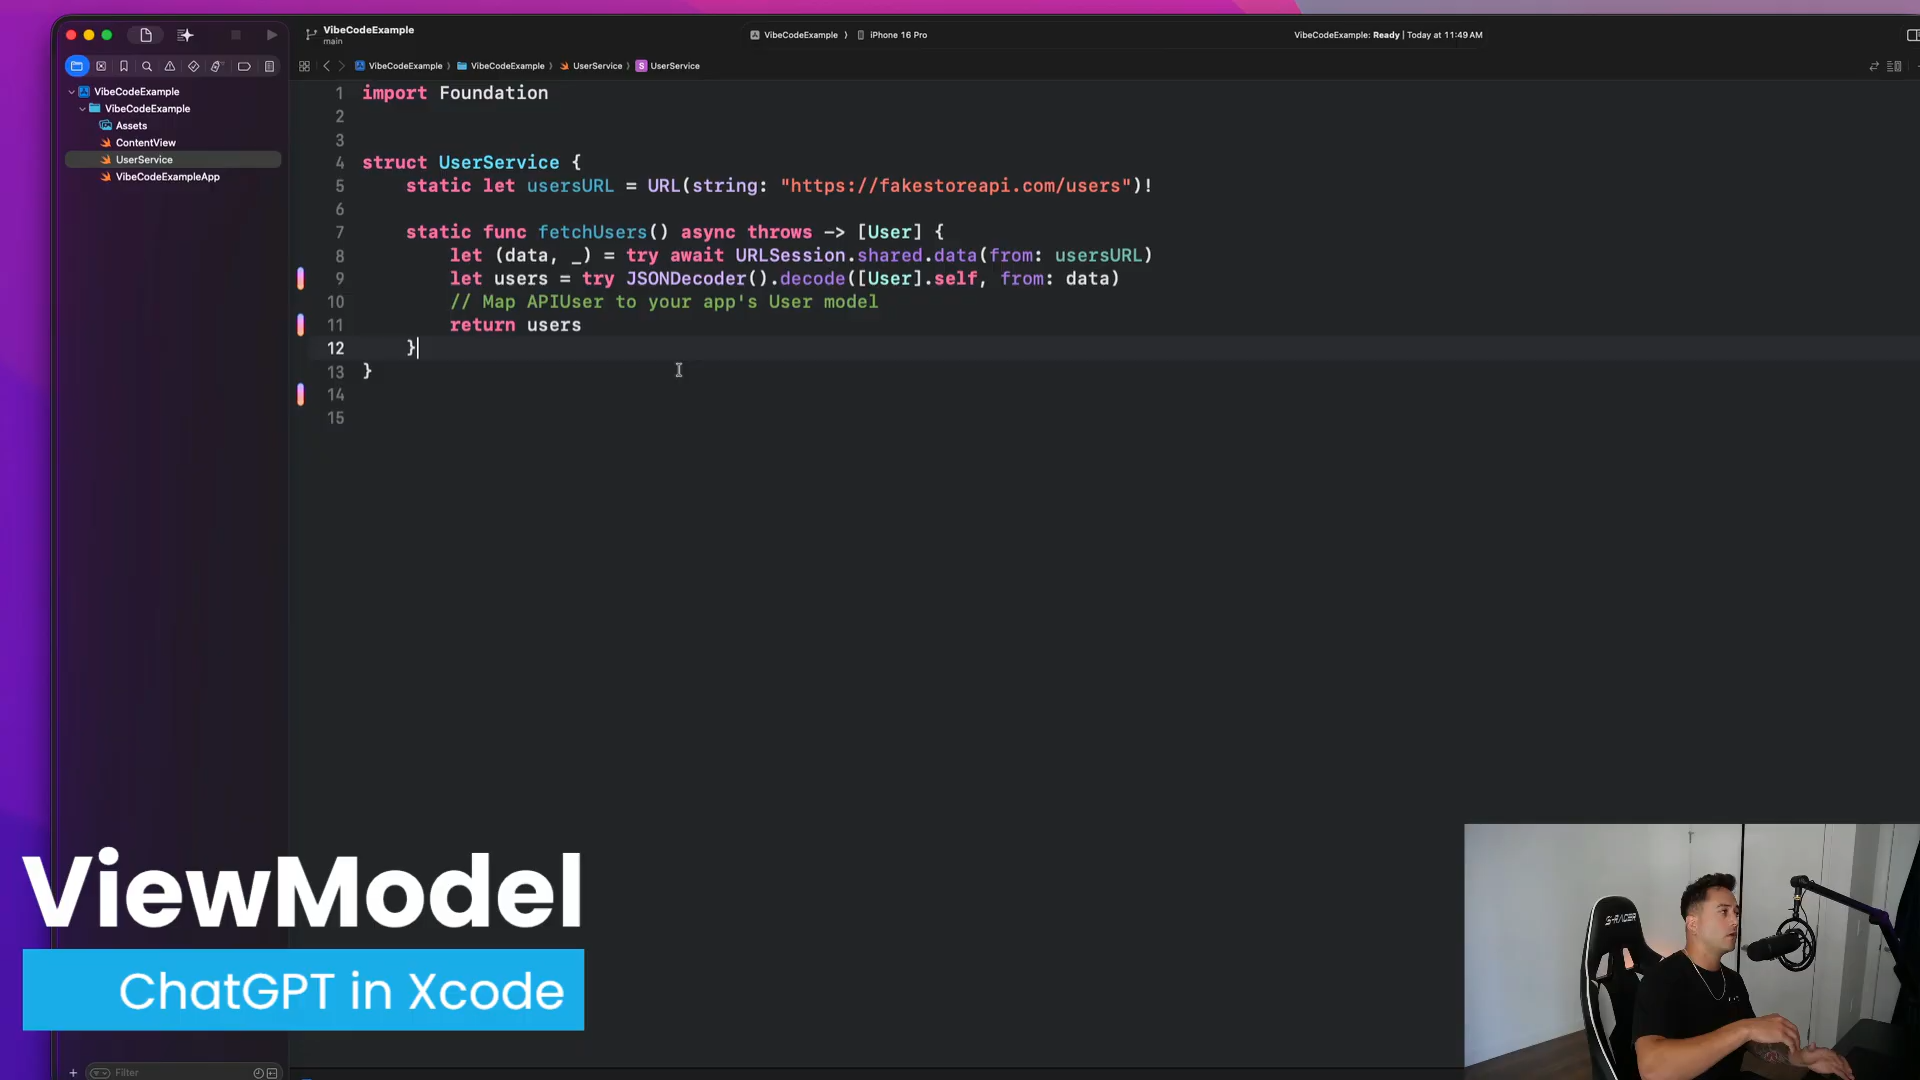 VibeCodeExample
main
VibeCodeExample 〉 iPhone 16 Pro
VibeCodeExample: Ready | Today at 11:49 AM
VibeCodeExample 〉 VibeCodeExample 〉 UserService 〉 S UserService
VibeCodeExample
VibeCodeExample
Assets
ContentView
UserService
VibeCodeExampleApp
1 import Foundation
2
3
4 struct UserService {
5 static let usersURL = URL(string: "https://fakestoreapi.com/users")!
6
7 static func fetchUsers() async throws -> [User] {
8 let (data, _) = try await URLSession.shared.data(from: usersURL)
9 let users = try JSONDecoder().decode([User].self, from: data)
10 // Map APIUser to your app's User model
11 return users
12 }
13 }
14
15
ViewModel
ChatGPT in Xcode
S-RACER
Filter